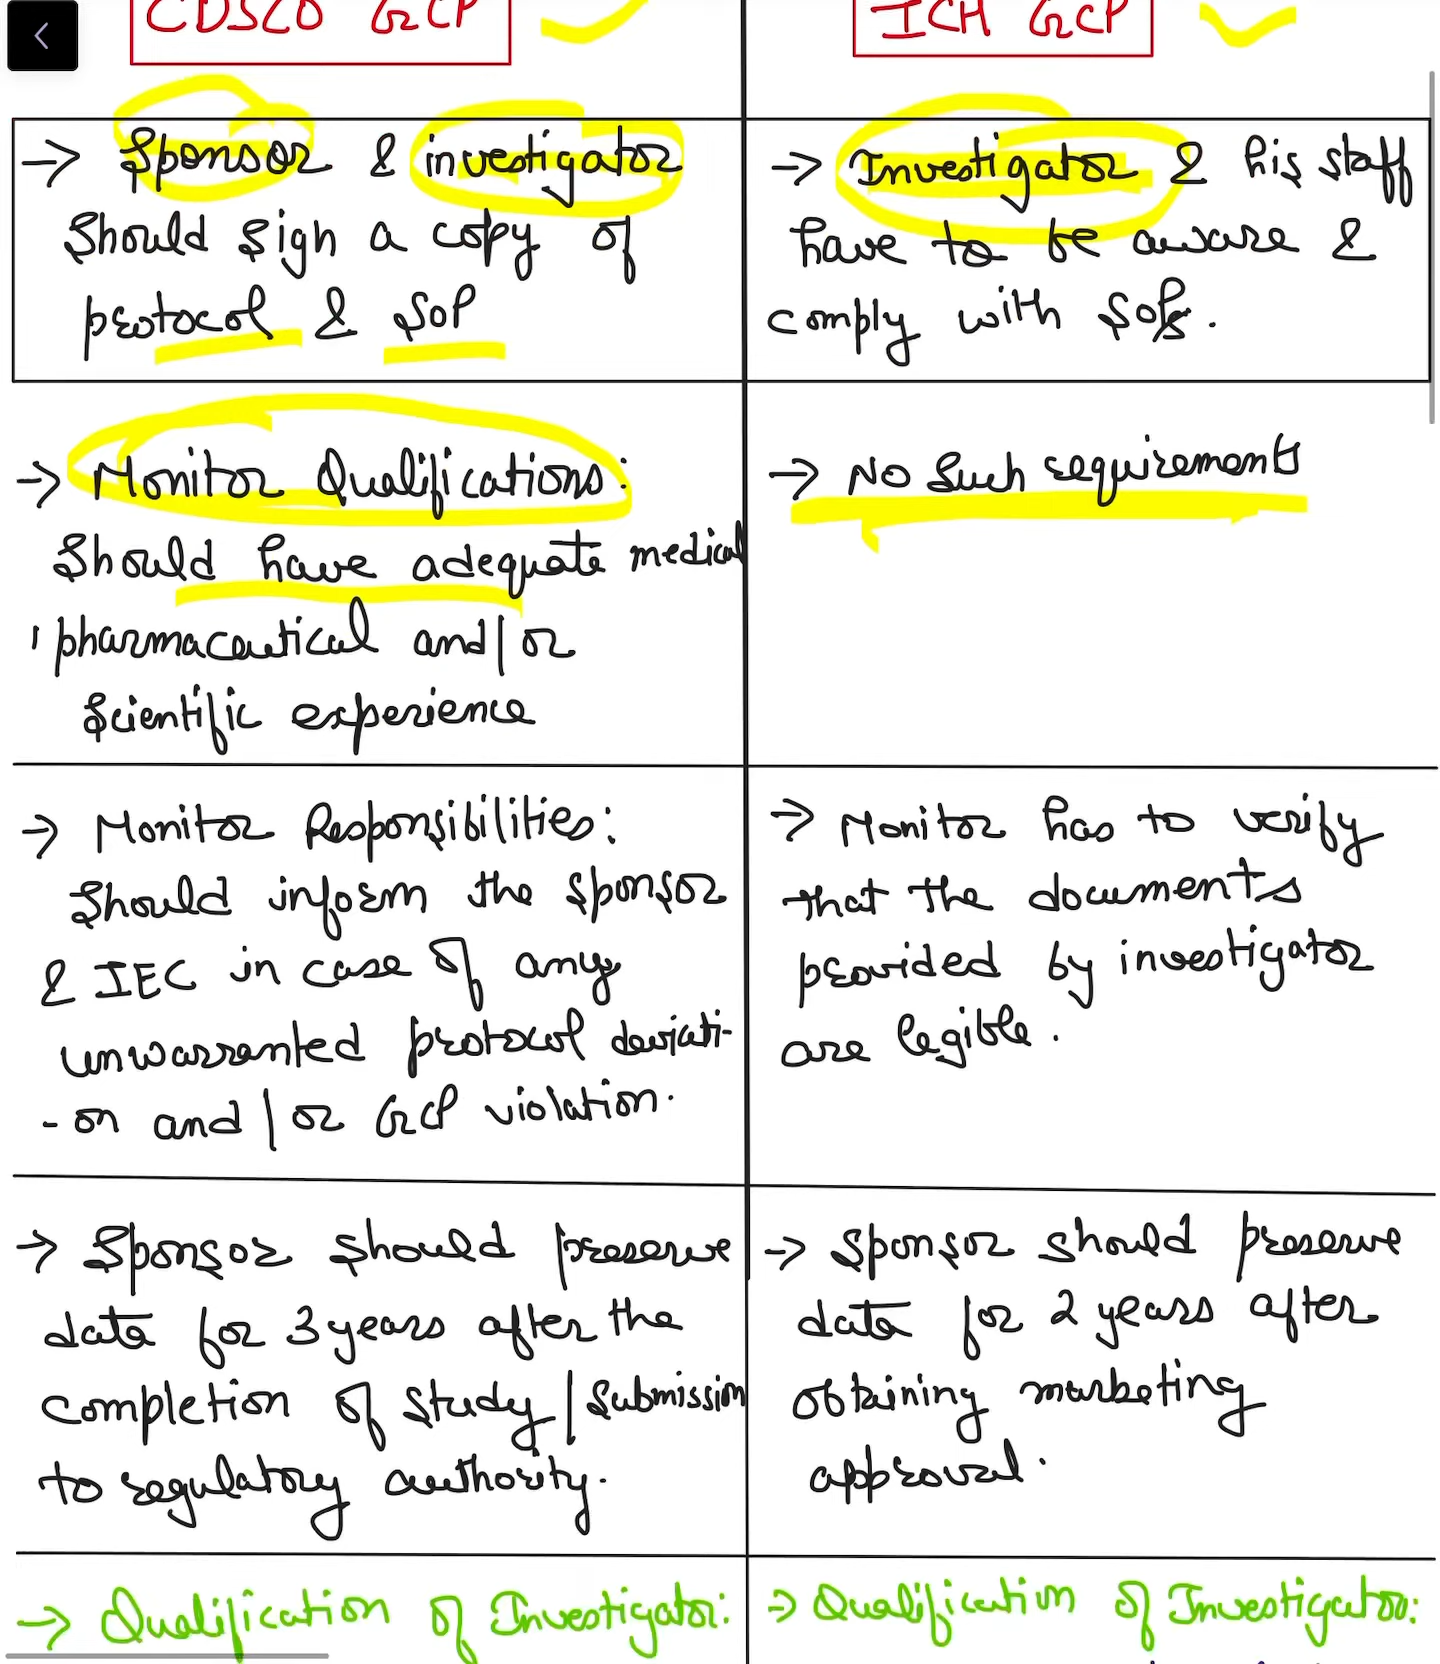 CDSCO GCP
ICH GCP
→ Sponsor & investigator
should sign a copy of
protocol & SOP
→ Investigator & his staff
have to be aware &
comply with SOPs.
→ Monitor Qualifications:
Should have adequate medical
, pharmaceutical and/or
Scientific experience
→ No Such requirements
→ Monitor Responsibilities:
Should inform the sponsor
& IEC in case of any
unwarranted protocol deviati-
-on and/or GCP violation.
→ Monitor has to verify
that the documents
provided by investigator
are legible.
→ Sponsor should preserve
data for 3 years after the
completion of study/submission
to regulatory authority.
→ Sponsor should preserve
data for 2 years after
obtaining marketing
approval.
→ Qualification of Investigator:
→ Qualification of Investigator: